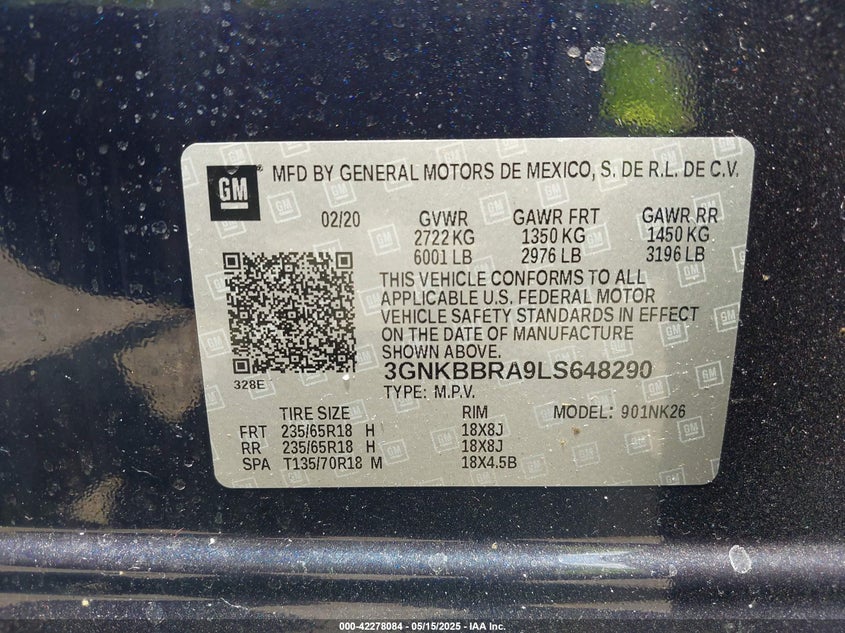 GM
MFD BY GENERAL MOTORS DE MEXICO, S. DE R.L. DE C.V.
02/20 GVWR GAWR FRT GAWR RR
2722 KG 1350 KG 1450 KG
6001 LB 2976 LB 3196 LB
THIS VEHICLE CONFORMS TO ALL
APPLICABLE U.S. FEDERAL MOTOR
VEHICLE SAFETY STANDARDS IN EFFECT
ON THE DATE OF MANUFACTURE
SHOWN ABOVE.
328E
3GNKBBRA9LS648290
TYPE: M.P.V.
TIRE SIZE RIM MODEL: 901NK26
FRT 235/65R18 H 18X8J
RR 235/65R18 H 18X8J
SPA T135/70R18 M 18X4.5B
000-42278084 - 05/15/2025 - IAA Inc.